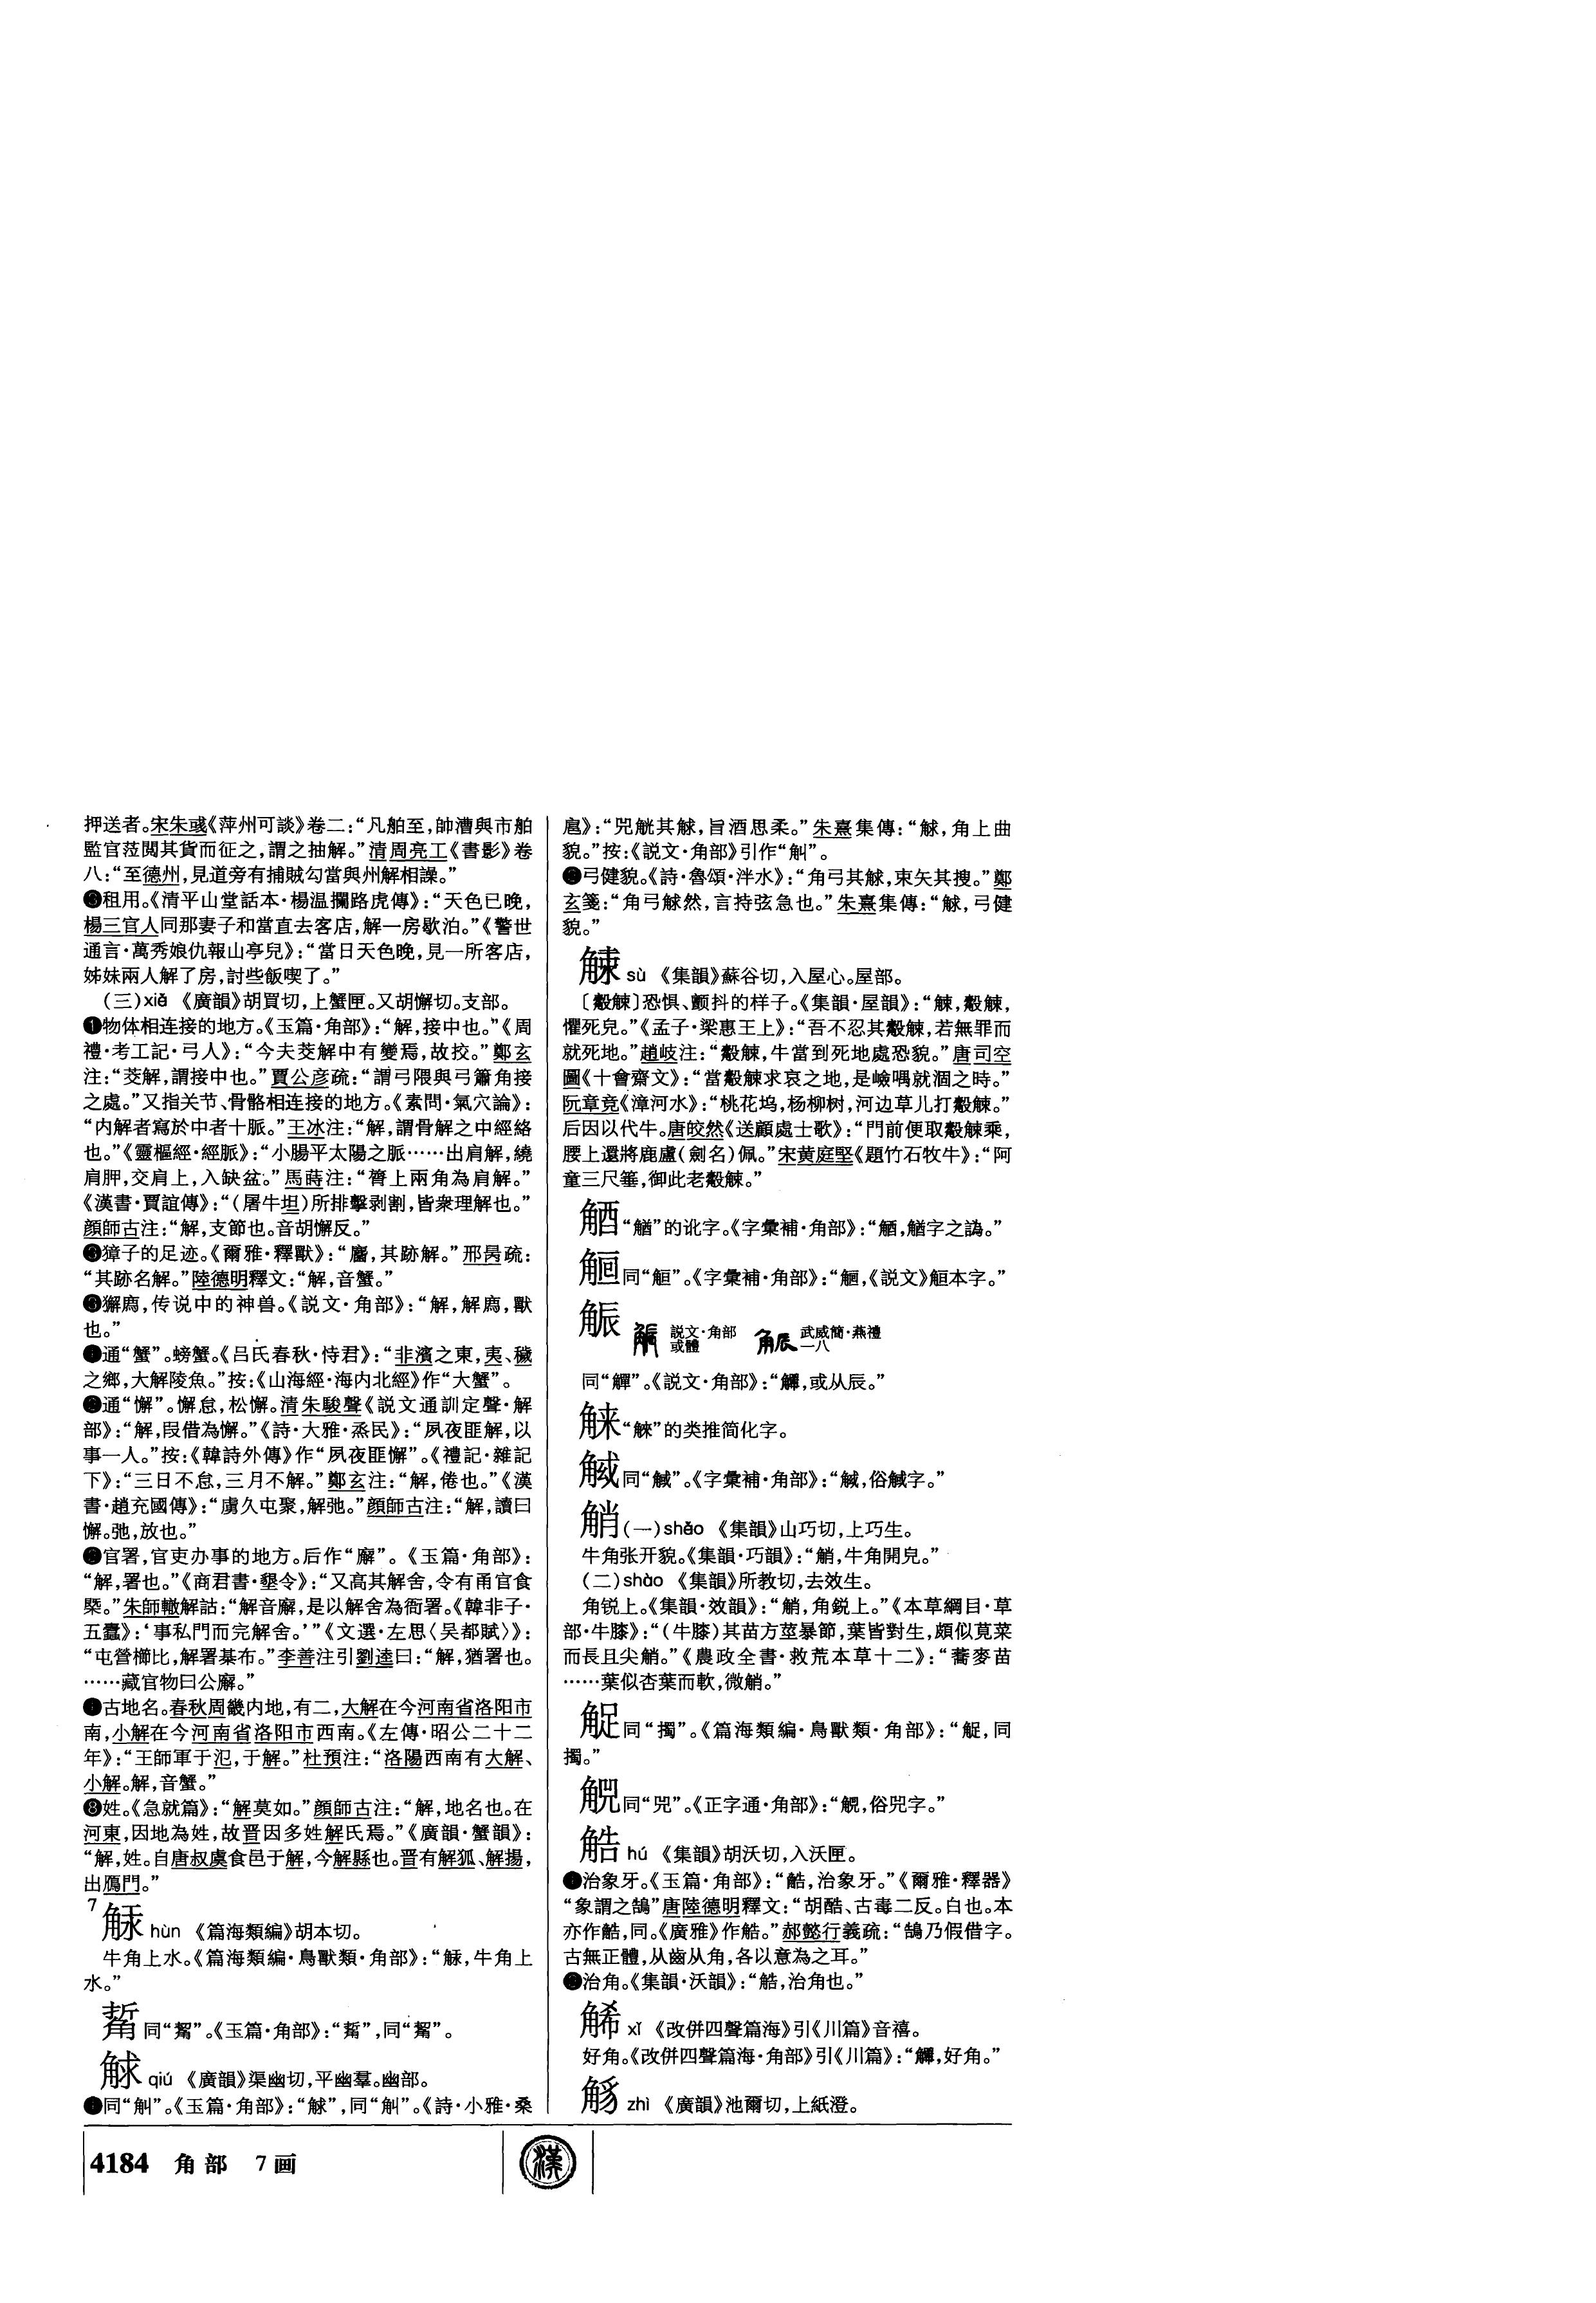 押送者。宋朱彧《萍州可談》卷二:“凡舶至,帥漕與市舶
監官蒞閲其貨而征之,謂之抽解。”清周亮工《書影》卷
八:“至德州,見道旁有捕賊勾當與州解相譟。”
租用。《清平山堂話本·楊温攔路虎傳》:“天色已晚,
楊三官人同那妻子和當直去客店,解一房歇泊。”《警世
通言·萬秀娘仇報山亭兒》:“當日天色晚,見一所客店,
姊妹兩人解了房,討些飯喫了。”
(三)xiè 《廣韻》胡買切,上蟹匣。又胡懈切。支部。
❶物体相连接的地方。《玉篇·角部》:“解,接中也。”《周
禮·考工記·弓人》:“今夫茭解中有變焉,故挍。”鄭玄
注:“茭解,謂接中也。”賈公彦疏:“謂弓隈與弓簫角接
之處。”又指关节、骨骼相连接的地方。《素問·氣穴論》:
“内解者寫於中者十脈。”王冰注:“解,謂骨解之中經絡
也。”《靈樞經·經脈》:“小腸手太陽之脈……出肩解,繞
肩胛,交肩上,入缺盆。”馬蒔注:“膂上兩角為肩解。”
《漢書·賈誼傳》:“(屠牛坦)所排擊剥割,皆衆理解也。”
顔師古注:“解,支節也。音胡懈反。”
獐子的足迹。《爾雅·釋獸》:“麕,其跡解。”邢昺疏:
“其跡名解。”陸德明釋文:“解,音蟹。”
獬廌,传说中的神兽。《説文·角部》:“解,解廌,獸
也。”
通“蟹”。螃蟹。《吕氏春秋·恃君》:“非濱之東,夷、穢
之鄉,大解陵魚。”按:《山海經·海内北經》作“大蟹”。
通“懈”。懈怠,松懈。清朱駿聲《説文通訓定聲·解
部》:“解,叚借為懈。”《詩·大雅·烝民》:“夙夜匪解,以
事一人。”按:《韓詩外傳》作“夙夜匪懈”。《禮記·雜記
下》:“三日不怠,三月不解。”鄭玄注:“解,倦也。”《漢
書·趙充國傳》:“虜久屯聚,解弛。”顔師古注:“解,讀曰
懈。弛,放也。”
官署,官吏办事的地方。后作“廨”。《玉篇·角部》:
“解,署也。”《商君書·墾令》:“又高其解舍,令有甬官食
槩。”朱師轍解詁:“解音廨,是以解舍為衙署。《韓非子·
五蠹》:‘事私門而完解舍。’”《文選·左思〈吴都賦〉》:
“屯營櫛比,解署棊布。”李善注引劉逵曰:“解,猶署也。
……藏官物曰公廨。”
古地名。春秋周畿内地,有二,大解在今河南省洛阳市
南,小解在今河南省洛阳市西南。《左傳·昭公二十二
年》:“王師軍于氾,于解。”杜預注:“洛陽西南有大解、
小解。解,音蟹。”
❽姓。《急就篇》:“解莫如。”顔師古注:“解,地名也。在
河東,因地為姓,故晋因多姓解氏焉。”《廣韻·蟹韻》:
“解,姓。自唐叔虞食邑于解,今解縣也。晋有解狐、解揚,
出鴈門。”
7
hùn 《篇海類編》胡本切。
牛角上水。《篇海類編·鳥獸類·角部》:“,牛角上
水。”
同“觢”。《玉篇·角部》:“”,同“觢”。
觩 qiú 《廣韻》渠幽切,平幽羣。幽部。
同“觓”。《玉篇·角部》:“觩”,同“觓”。《詩·小雅·桑
扈》:“兕觥其觩,旨酒思柔。”朱熹集傳:“觩,角上曲
貌。”按:《説文·角部》引作“觓”。
弓健貌。《詩·魯頌·泮水》:“角弓其觩,束矢其搜。”鄭
玄箋:“角弓觩然,言持弦急也。”朱熹集傳:“觩,弓健
貌。”
觫 sù 《集韻》蘇谷切,入屋心。屋部。
〔觳觫〕恐惧、颤抖的样子。《集韻·屋韻》:“觫,觳觫,
懼死皃。”《孟子·梁惠王上》:“吾不忍其觳觫,若無罪而
就死地。”趙岐注:“觳觫,牛當到死地處恐貌。”唐司空
圖《十會齋文》:“當觳觫求哀之地,是噞喁就涸之時。”
阮章竞《漳河水》:“桃花坞,杨柳树,河边草儿打觳觫。”
后因以代牛。唐皎然《送顧處士歌》:“門前便取觳觫乘,
腰上還將鹿盧(劍名)佩。”宋黄庭堅《題竹石牧牛》:“阿
童三尺箠,御此老觳觫。”
“”的讹字。《字彙補·角部》:“,字之譌。”
同“觛”。《字彙補·角部》:“,《説文》觛本字。”
觮 説文·角部 武威簡·燕禮
或體 一八
同“觶”。《説文·角部》:“觶,或从辰。”
“”的类推简化字。
同“”。《字彙補·角部》:“,俗字。”
觘(一)shǎo 《集韻》山巧切,上巧生。
牛角张开貌。《集韻·巧韻》:“,牛角開皃。”
(二)shào 《集韻》所教切,去效生。
角锐上。《集韻·效韻》:“,角鋭上。”《本草綱目·草
部·牛膝》:“(牛膝)其苗方莖暴節,葉皆對生,頗似莧菜
而長且尖觘。”《農政全書·救荒本草十二》:“蕎麥苗
……葉似杏葉而軟,微觘。”
同“擉”。《篇海類編·鳥獸類·角部》:“,同
擉。”
同“兕”。《正字通·角部》:“,俗兕字。”
觷 hú 《集韻》胡沃切,入沃匣。
治象牙。《玉篇·角部》:“,治象牙。”《爾雅·釋器》
“象謂之鵠”唐陸德明釋文:“胡酷、古毒二反。白也。本
亦作,同。《廣雅》作。”郝懿行義疏:“鵠乃假借字。
古無正體,从齒从角,各以意為之耳。”
治角。《集韻·沃韻》:“,治角也。”
xǐ 《改併四聲篇海》引《川篇》音禧。
好角。《改併四聲篇海·角部》引《川篇》:“,好角。”
zhì 《廣韻》池爾切,上紙澄。
4184 角部 7画
漢